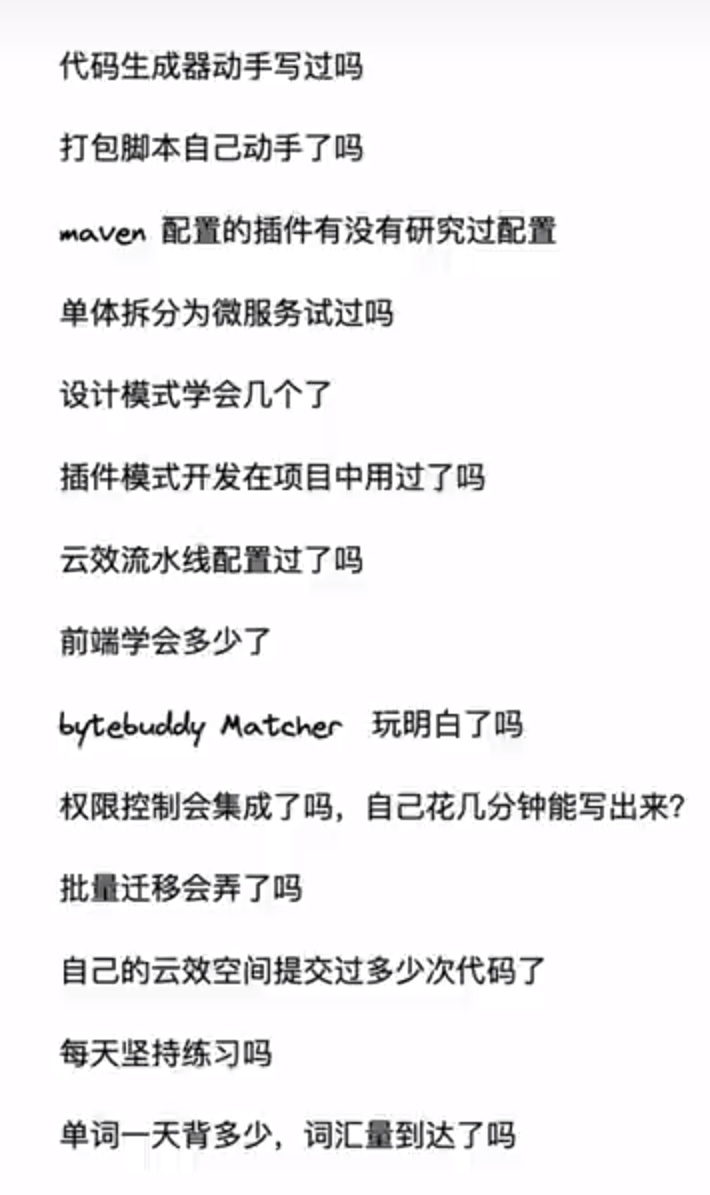 代码生成器动手写过吗
打包脚本自己动手了吗
maven 配置的插件有没有研究过配置
单体拆分为微服务试过吗
设计模式学会几个了
插件模式开发在项目中用过了吗
云效流水线配置过了吗
前端学会多少了
bytebuddy Matcher 玩明白了吗
权限控制会集成了吗，自己花几分钟能写出来？
批量迁移会弄了吗
自己的云效空间提交过多少次代码了
每天坚持练习吗
单词一天背多少，词汇量到达了吗